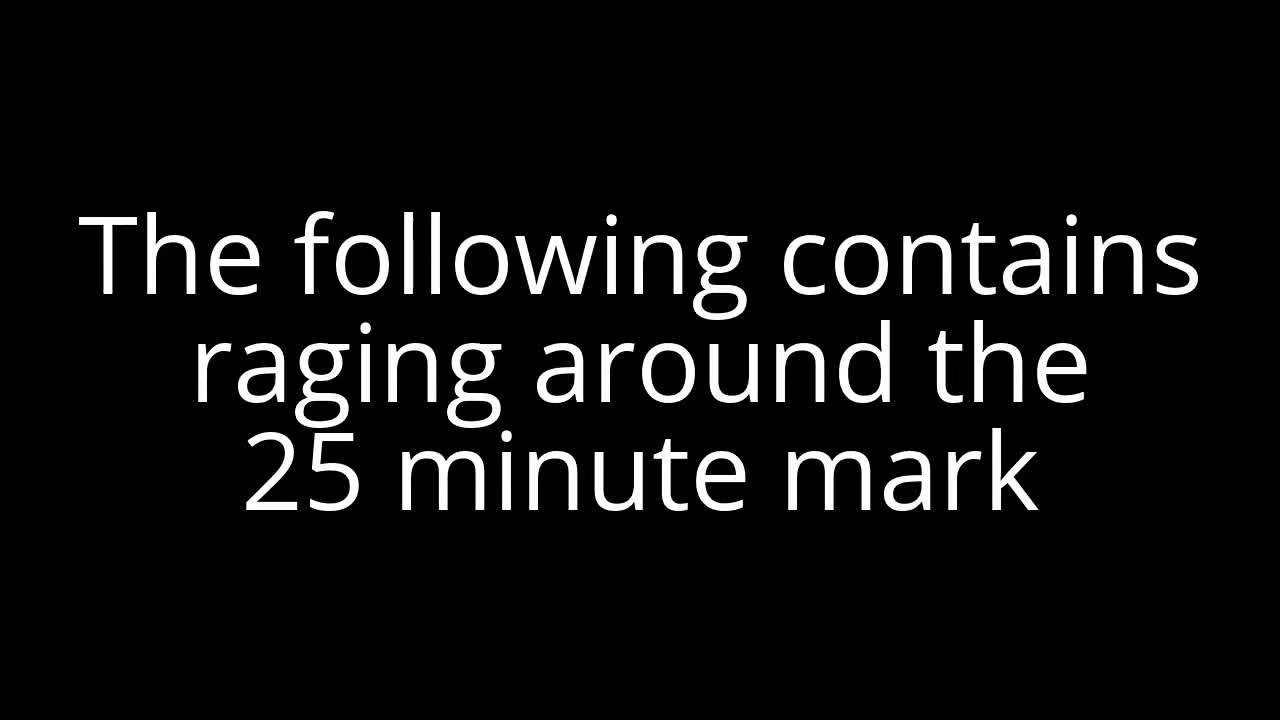 The following contains
raging around the
25 minute mark